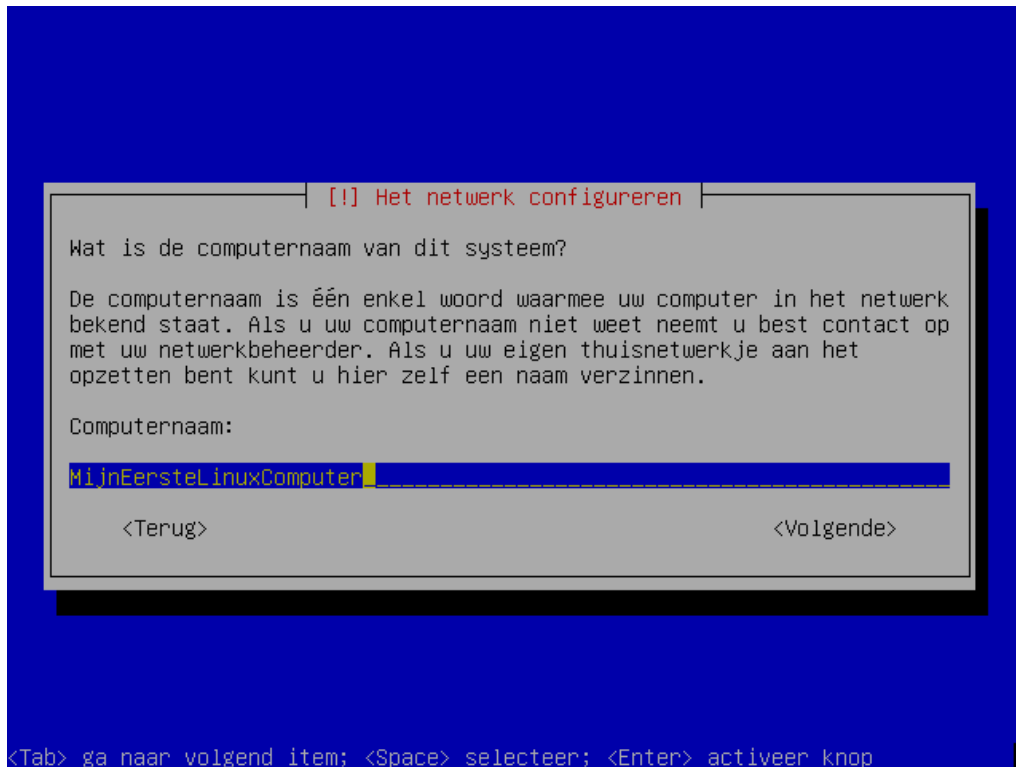 [!] Het netwerk configureren
Wat is de computernaam van dit systeem?
De computernaam is één enkel woord waarmee uw computer in het netwerk
bekend staat. Als u uw computernaam niet weet neemt u best contact op
met uw netwerkbeheerder. Als u uw eigen thuisnetwerkje aan het
opzetten bent kunt u hier zelf een naam verzinnen.
Computernaam:
MijnEersteLinuxComputer
<Terug> <Volgende>
<Tab> ga naar volgend item; <Space> selecteer; <Enter> activeer knop